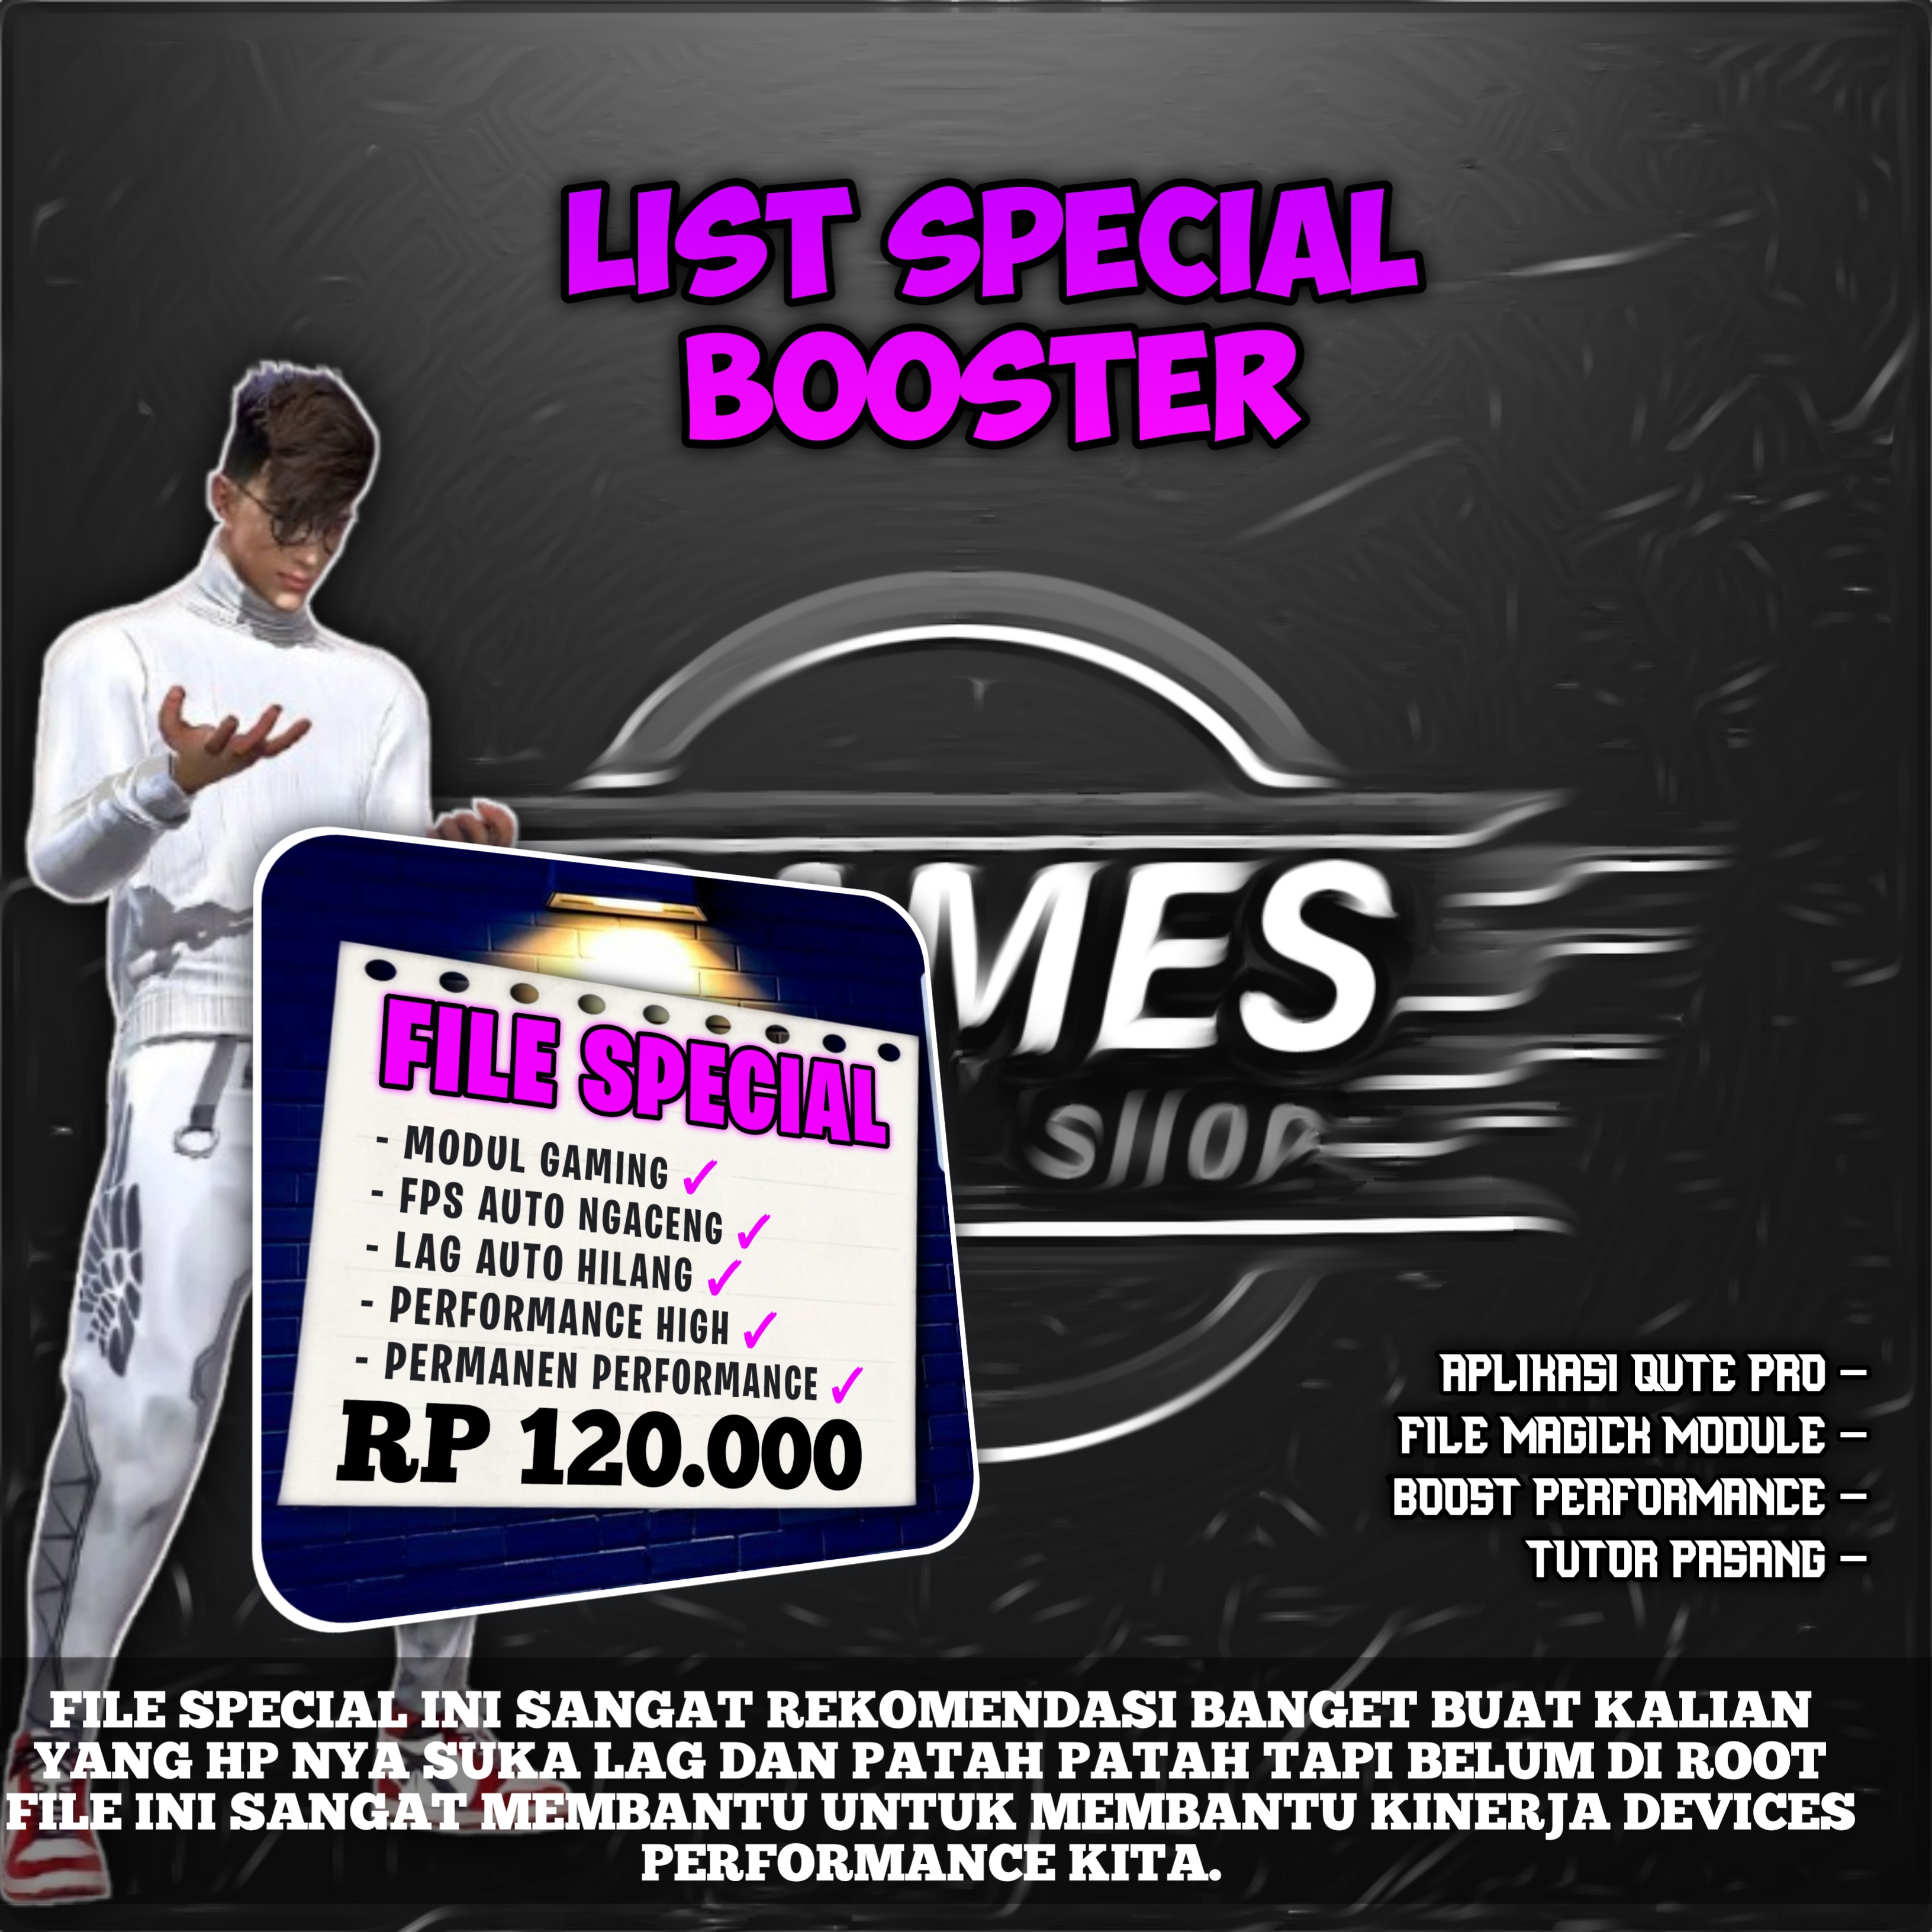 LIST SPECIAL
BOOSTER
AMES
shop
FILE SPECIAL
- MODUL GAMING ✓
- FPS AUTO NGACENG ✓
- LAG AUTO HILANG ✓
- PERFORMANCE HIGH ✓
- PERMANEN PERFORMANCE ✓
RP 120.000
APLIKASI QUTE PRO –
FILE MAGICK MODULE –
BOOST PERFORMANCE –
TUTOR PASANG –
FILE SPECIAL INI SANGAT REKOMENDASI BANGET BUAT KALIAN
YANG HP NYA SUKA LAG DAN PATAH PATAH TAPI BELUM DI ROOT
FILE INI SANGAT MEMBANTU UNTUK MEMBANTU KINERJA DEVICES
PERFORMANCE KITA.